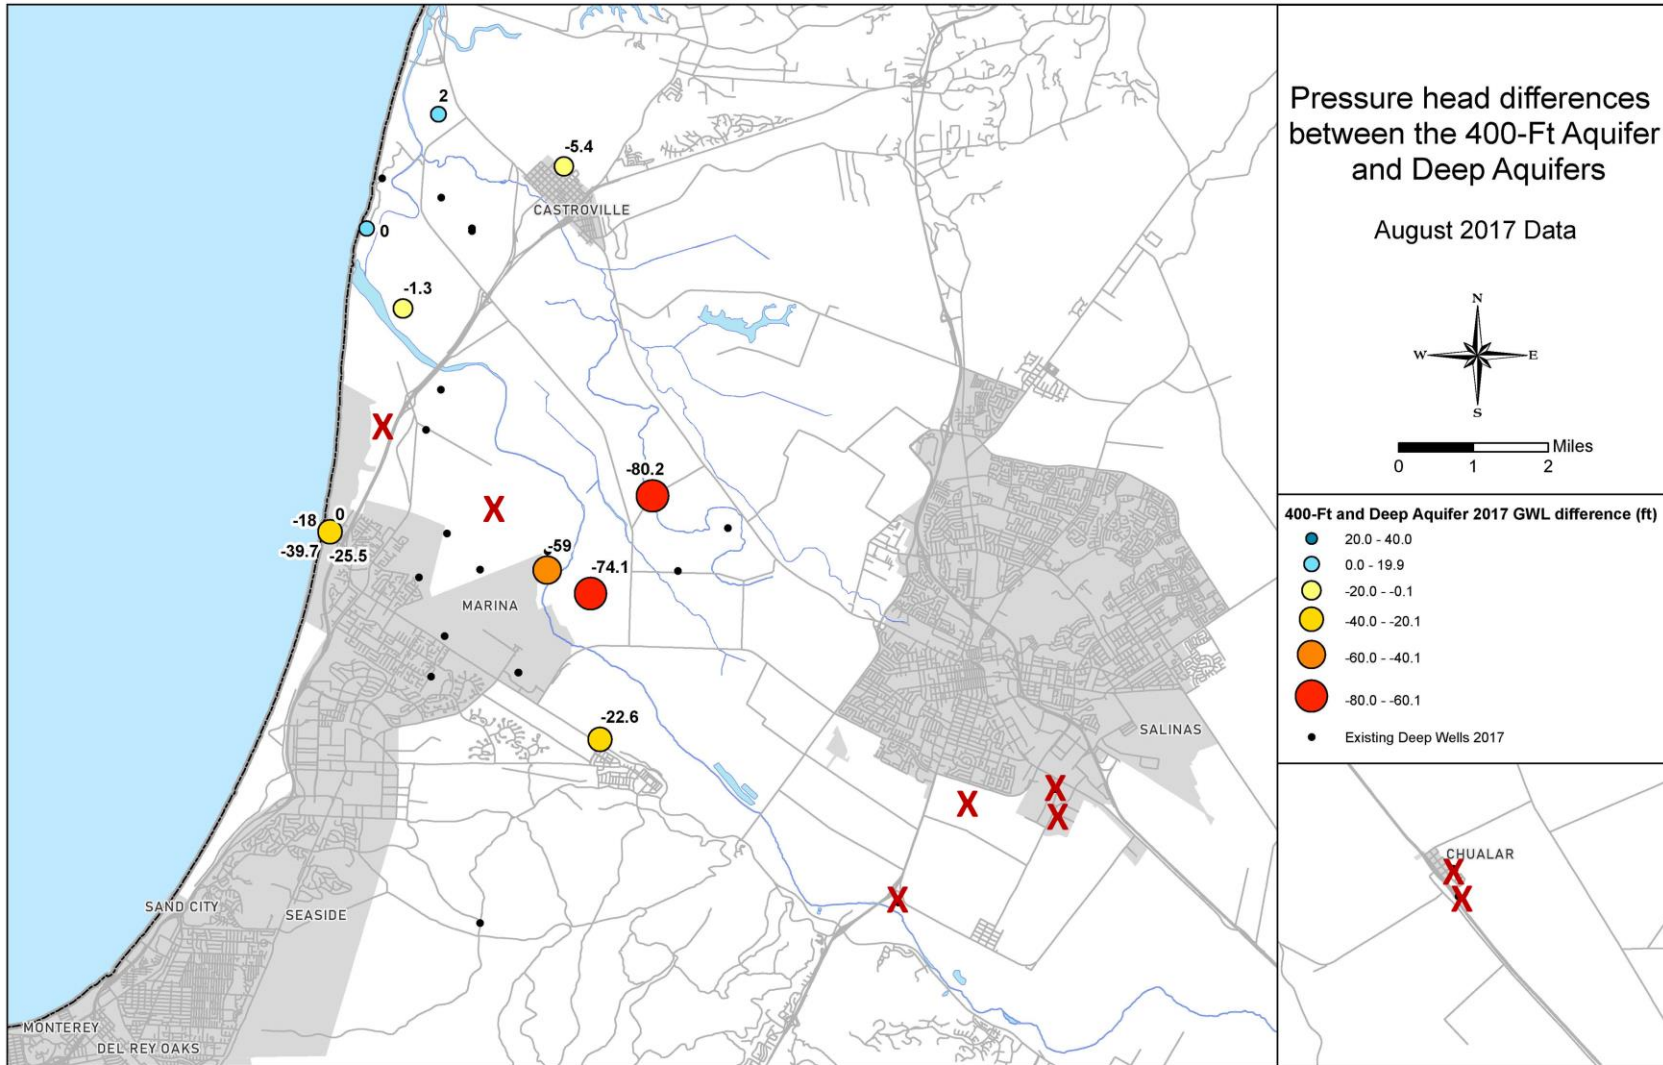 Pressure head differences
between the 400-Ft Aquifer
and Deep Aquifers
August 2017 Data
N
W E
S
Miles
0 1 2
400-Ft and Deep Aquifer 2017 GWL difference (ft)
20.0 - 40.0
0.0 - 19.9
-20.0 - -0.1
-40.0 - -20.1
-60.0 - -40.1
-80.0 - -60.1
Existing Deep Wells 2017
2
-5.4
CASTROVILLE
0
-1.3
X
-80.2
X
-18 0
-39.7 -25.5
-59
-74.1
MARINA
-22.6
SALINAS
X
X
X
X
SAND CITY
SEASIDE
MONTEREY
DEL REY OAKS
CHUALAR
X
X